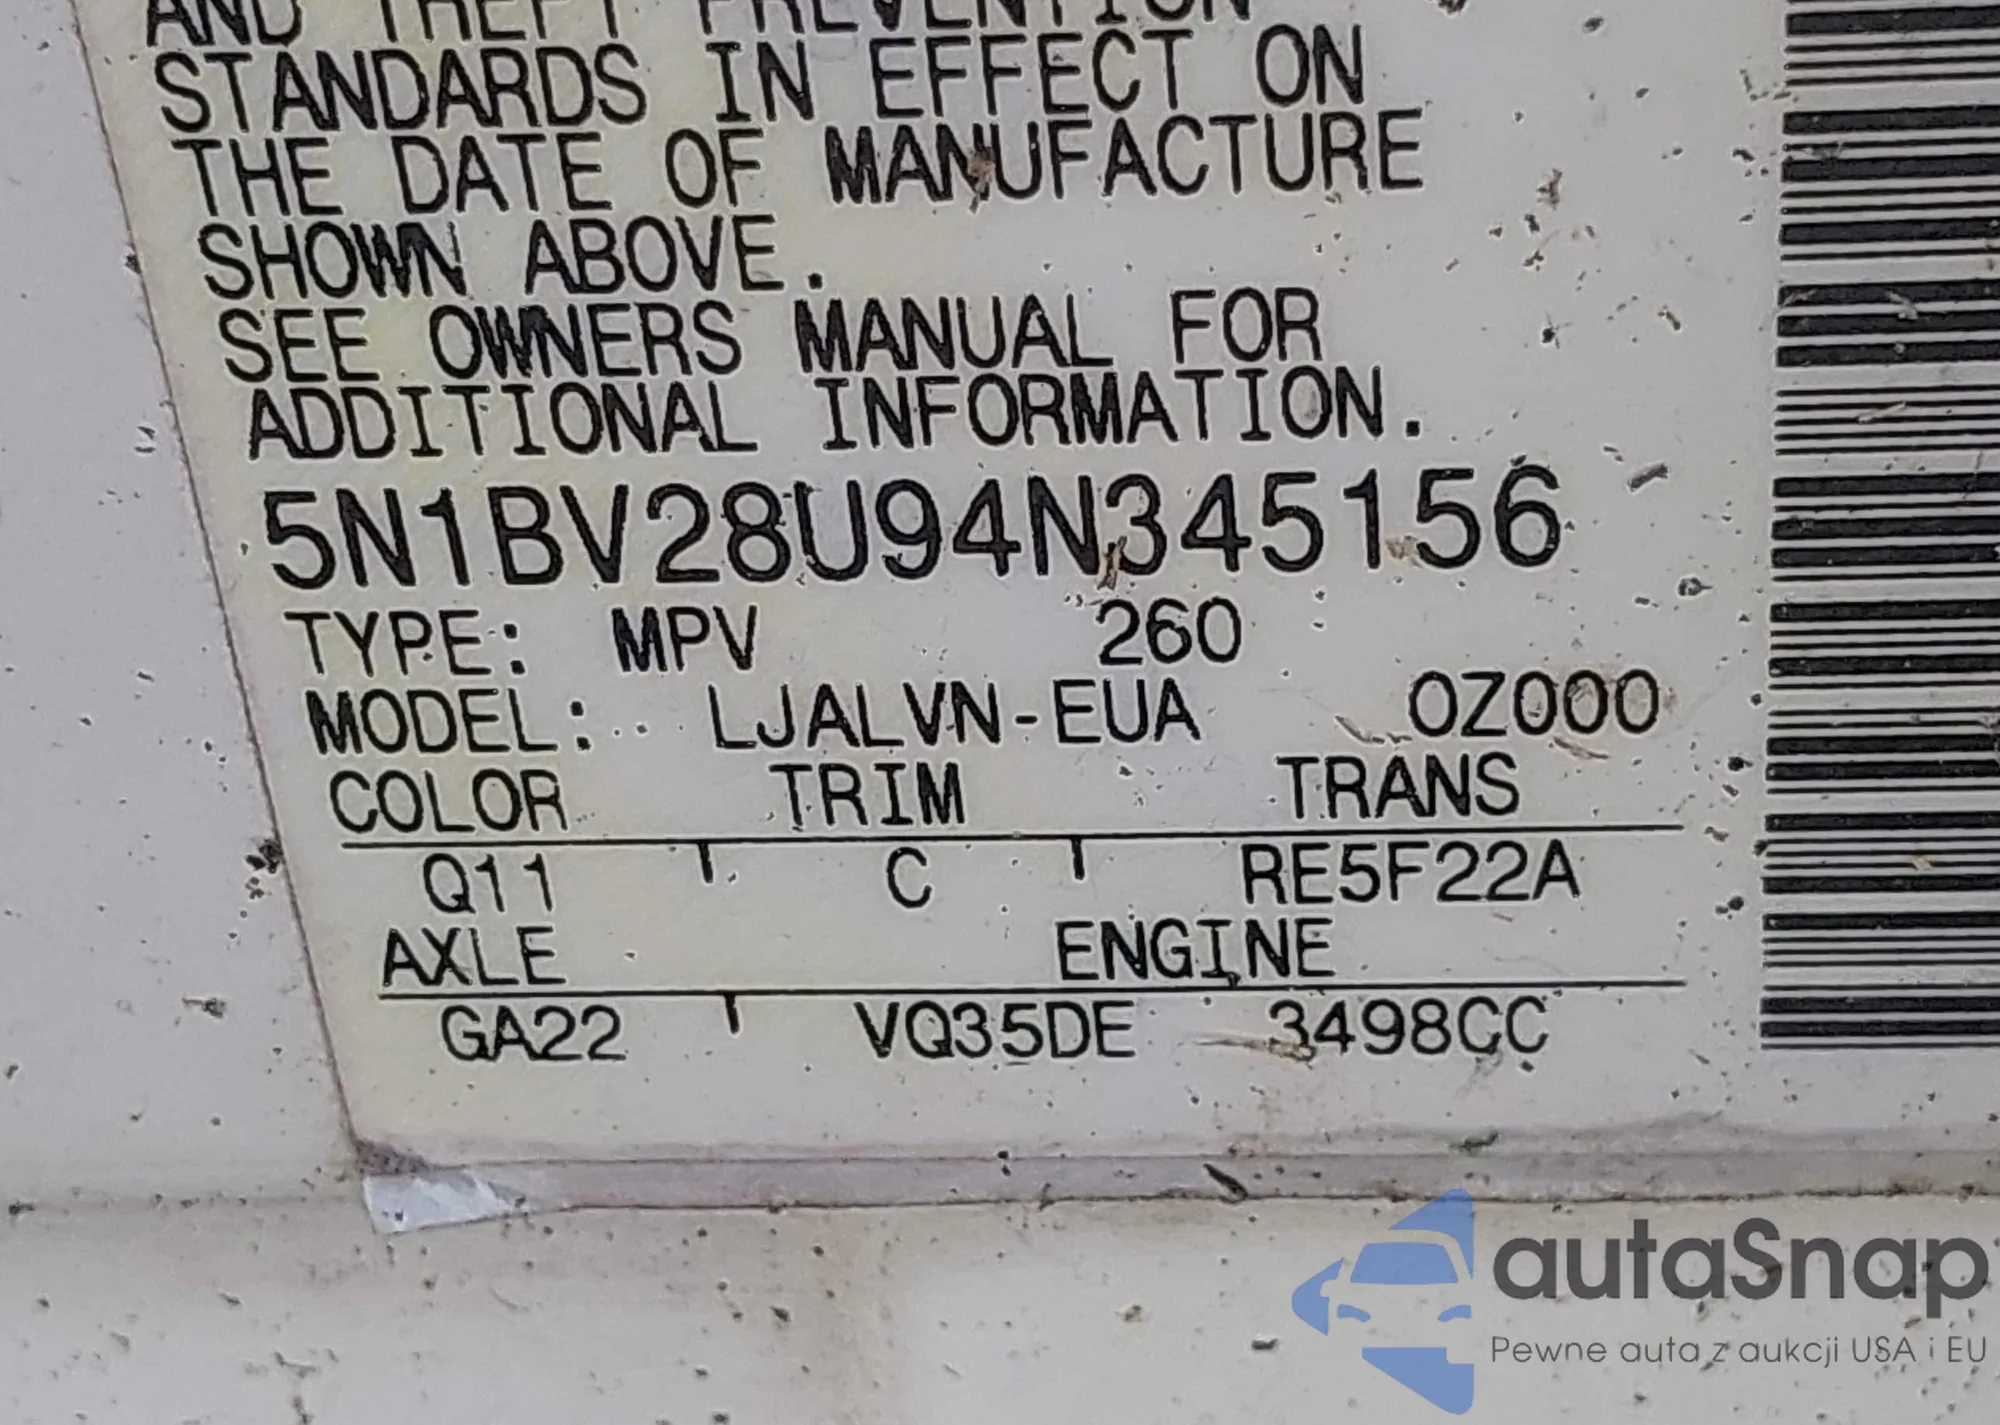 AND THEFT PREVENTION
STANDARDS IN EFFECT ON
THE DATE OF MANUFACTURE
SHOWN ABOVE.
SEE OWNERS MANUAL FOR
ADDITIONAL INFORMATION.
5N1BV28U94N345156
TYPE: MPV 260
MODEL: LJALVN-EUA 0Z000
COLOR TRIM TRANS
Q11 C RE5F22A
AXLE ENGINE
GA22 VQ35DE 3498CC
autaSnap
Pewne auta z aukcji USA i EU